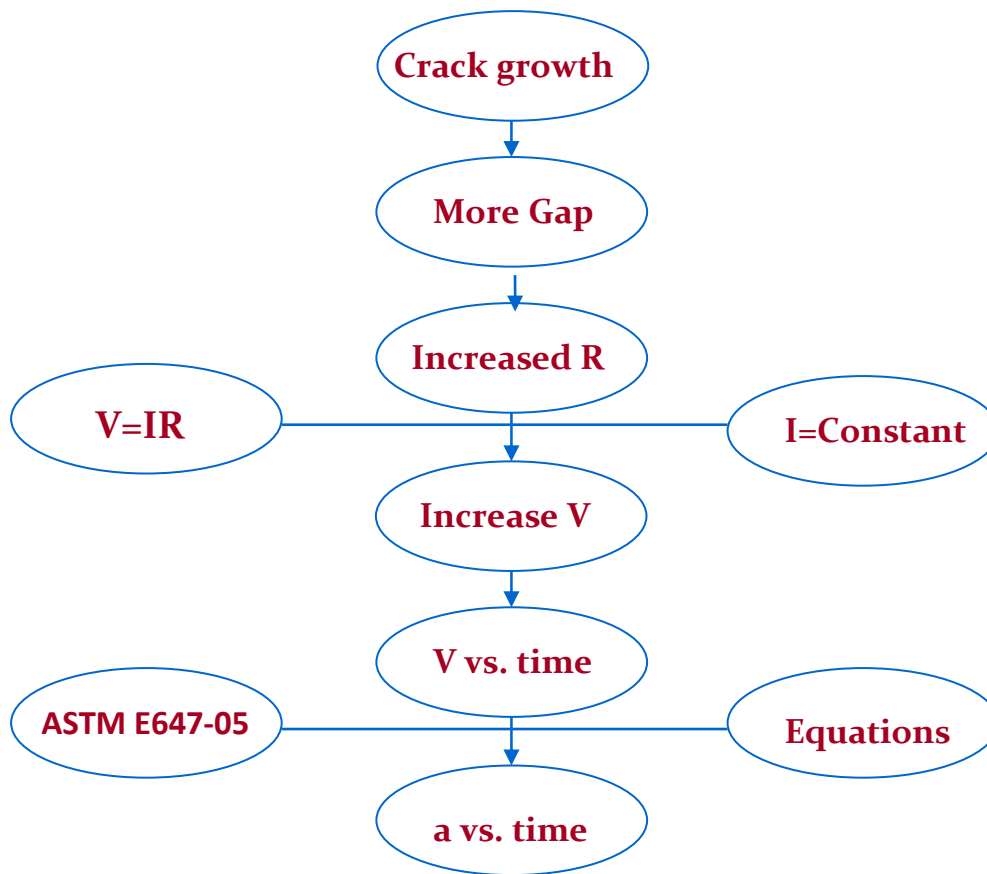 Crack growth
More Gap
Increased R
V=IR
I=Constant
Increase V
V vs. time
ASTM E647-05
Equations
a vs. time